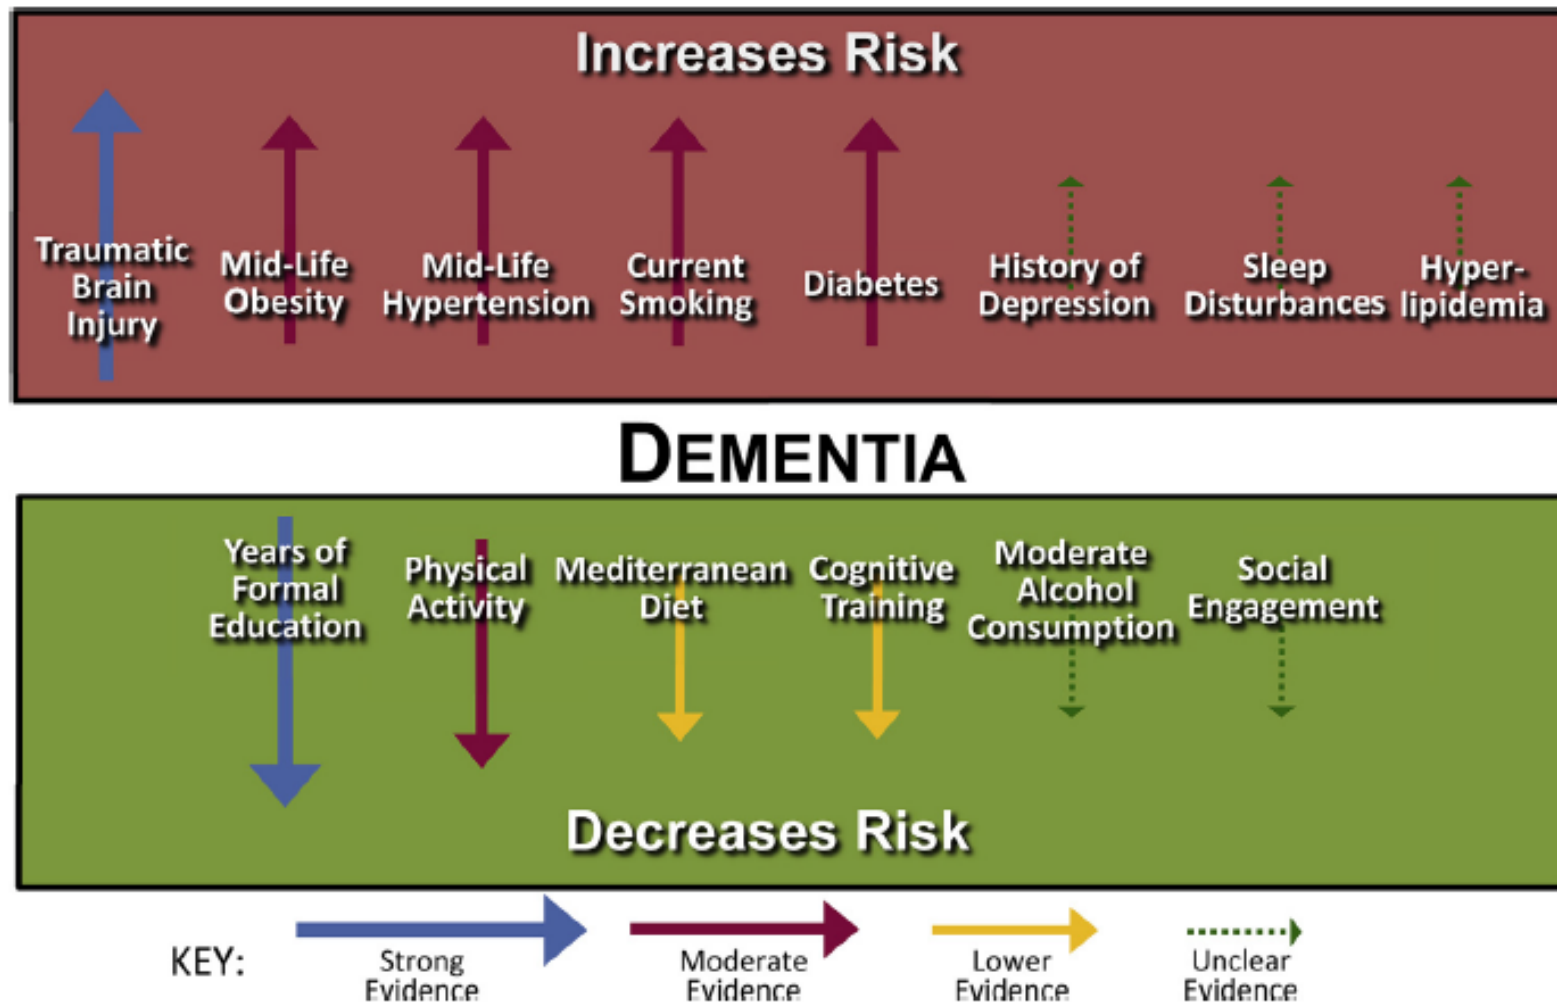 Increases Risk
Traumatic
Brain
Injury
Mid-Life
Obesity
Mid-Life
Hypertension
Current
Smoking
Diabetes
History of
Depression
Sleep
Disturbances
Hyper-
lipidemia
DEMENTIA
Years of
Formal
Education
Physical
Activity
Mediterranean
Diet
Cognitive
Training
Moderate
Alcohol
Consumption
Social
Engagement
Decreases Risk
KEY:
Strong
Evidence
Moderate
Evidence
Lower
Evidence
Unclear
Evidence